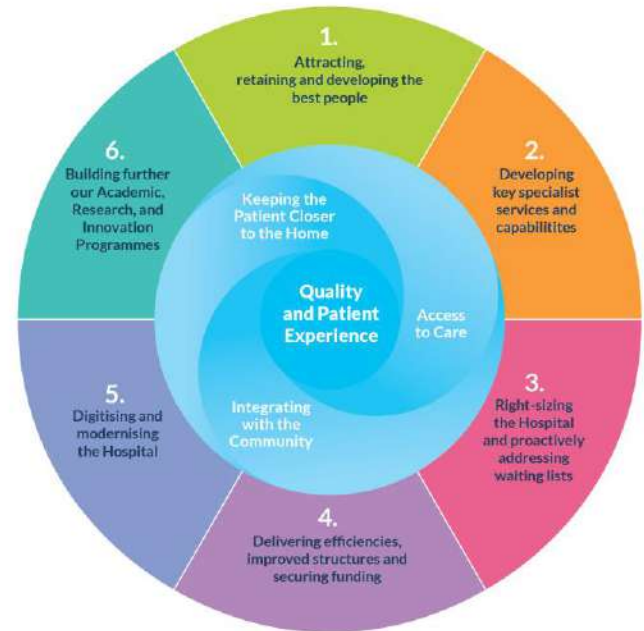 1.
Attracting,
retaining and developing the
best people
2.
Developing
key specialist
services and
capabilitites
3.
Right-sizing
the Hospital
and proactively
addressing
waiting lists
4.
Delivering efficiencies,
improved structures and
securing funding
5.
Digitising and
modernising
the Hospital
6.
Building further
our Academic,
Research, and
Innovation
Programmes
Keeping the
Patient Closer
to the Home
Access
to Care
Integrating
with the
Community
Quality
and Patient
Experience